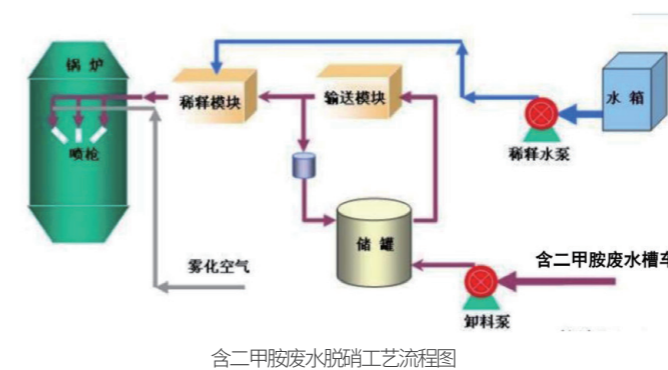 锅 炉
稀释模块
输送模块
水 箱
喷枪
稀释水泵
储 罐
雾化空气
含二甲胺废水槽车
卸料泵
含二甲胺废水脱硝工艺流程图